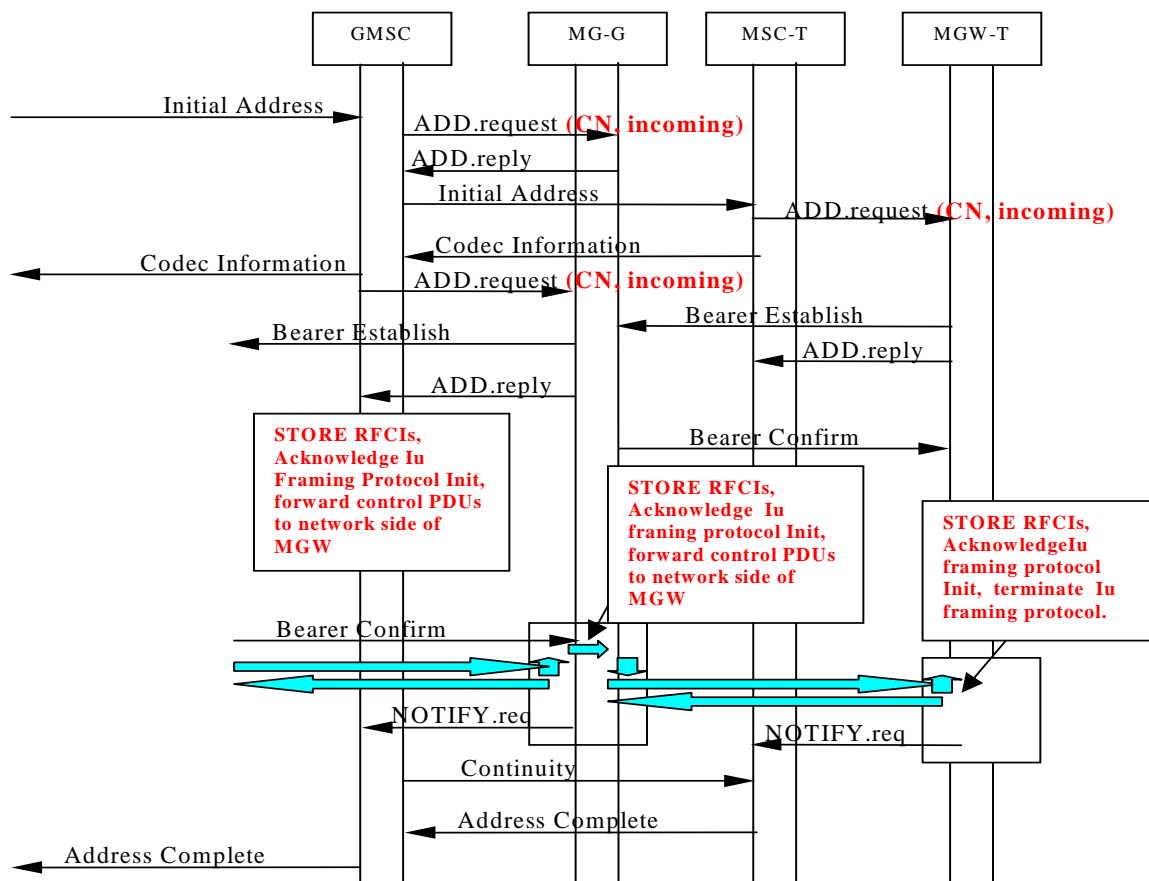 GMSC
MG-G
MSC-T
MGW-T
Initial Address
ADD.request (CN, incoming)
ADD.reply
Initial Address
ADD.request (CN, incoming)
Codec Information
Codec Information
ADD.request (CN, incoming)
Bearer Establish
Bearer Establish
ADD.reply
ADD.reply
Bearer Confirm
STORE RFCIs,
Acknowledge Iu
Framing Protocol Init,
forward control PDUs
to network side of
MGW
STORE RFCIs,
Acknowledge Iu
franing protocol Init,
forward control PDUs
to network side of
MGW
STORE RFCIs,
AcknowledgeIu
framing protocol
Init, terminate Iu
framing protocol.
Bearer Confirm
NOTIFY.req
NOTIFY.req
Continuity
Address Complete
Address Complete